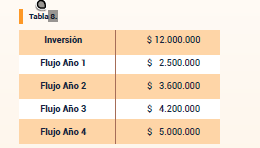 Tabla 8.
Inversión $ 12.000.000
Flujo Año 1 $ 2.500.000
Flujo Año 2 $ 3.600.000
Flujo Año 3 $ 4.200.000
Flujo Año 4 $ 5.000.000